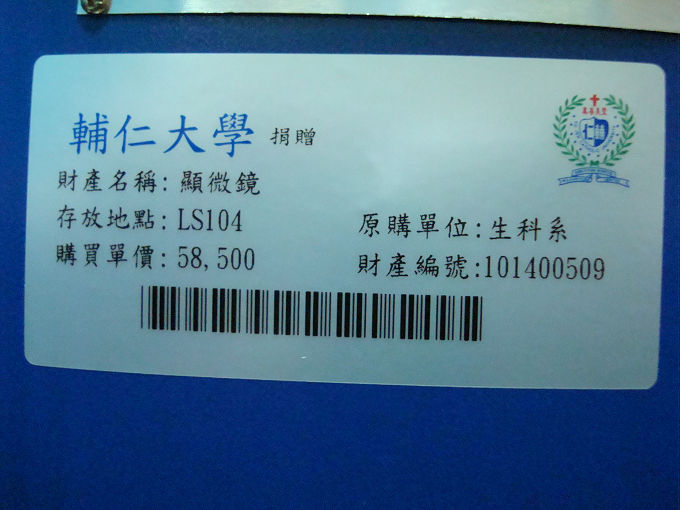 輔仁大學 捐贈
財產名稱: 顯微鏡
存放地點: LS104
原購單位: 生科系
購買單價: 58,500
財產編號:101400509